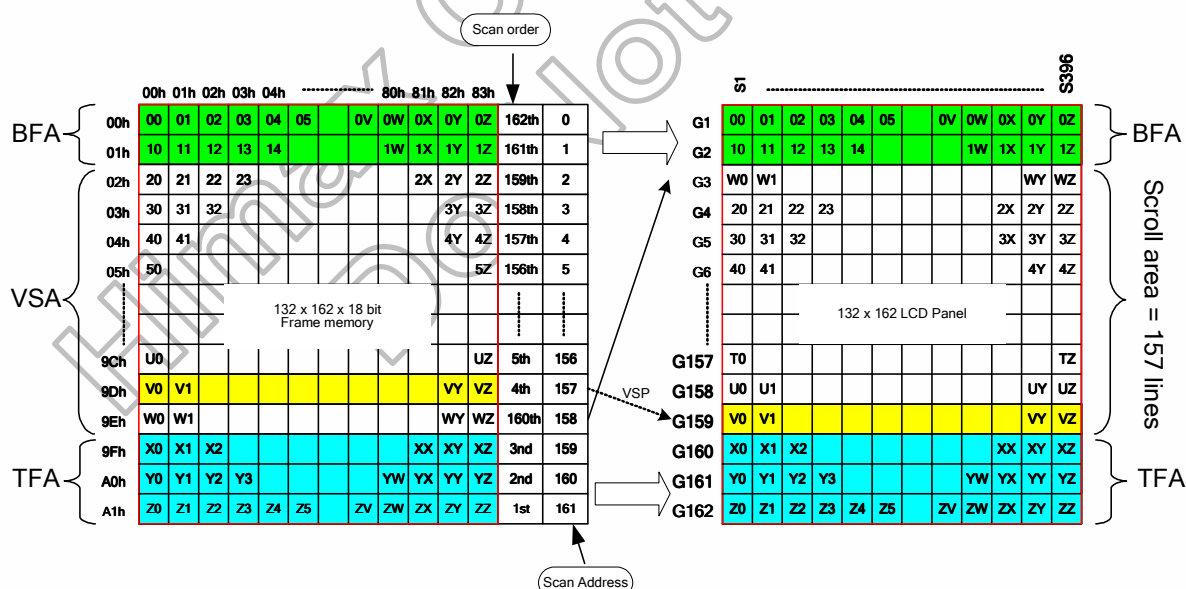 Scan order
00h 01h 02h 03h 04h 80h 81h 82h 83h
S1 S396
BFA 00h 00 01 02 03 04 05 0V 0W 0X 0Y 0Z 162th 0 G1 00 01 02 03 04 05 0V 0W 0X 0Y 0Z BFA
01h 10 11 12 13 14 1W 1X 1Y 1Z 161th 1 G2 10 11 12 13 14 1W 1X 1Y 1Z
02h 20 21 22 23 2X 2Y 2Z 159th 2 G3 W0 W1 WY WZ
03h 30 31 32 3Y 3Z 158th 3 G4 20 21 22 23 2X 2Y 2Z
04h 40 41 4Y 4Z 157th 4 G5 30 31 32 3X 3Y 3Z
05h 50 5Z 156th 5 G6 40 41 4Y 4Z
VSA
132 x 162 x 18 bit
Frame memory
132 x 162 LCD Panel
Scroll area = 157 lines
9Ch U0 UZ 5th 156 G157 T0 TZ
9Dh V0 V1 VY VZ 4th 157 VSP G158 U0 U1 UY UZ
9Eh W0 W1 WY WZ 160th 158 G159 V0 V1 VY VZ
9Fh X0 X1 X2 XX XY XZ 3nd 159 G160 X0 X1 X2 XX XY XZ
TFA A0h Y0 Y1 Y2 Y3 YW YX YY YZ 2nd 160 G161 Y0 Y1 Y2 Y3 YW YX YY YZ TFA
A1h Z0 Z1 Z2 Z3 Z4 Z5 ZV ZW ZX ZY ZZ 1st 161 G162 Z0 Z1 Z2 Z3 Z4 Z5 ZV ZW ZX ZY ZZ
Scan Address
Himax
Do Not